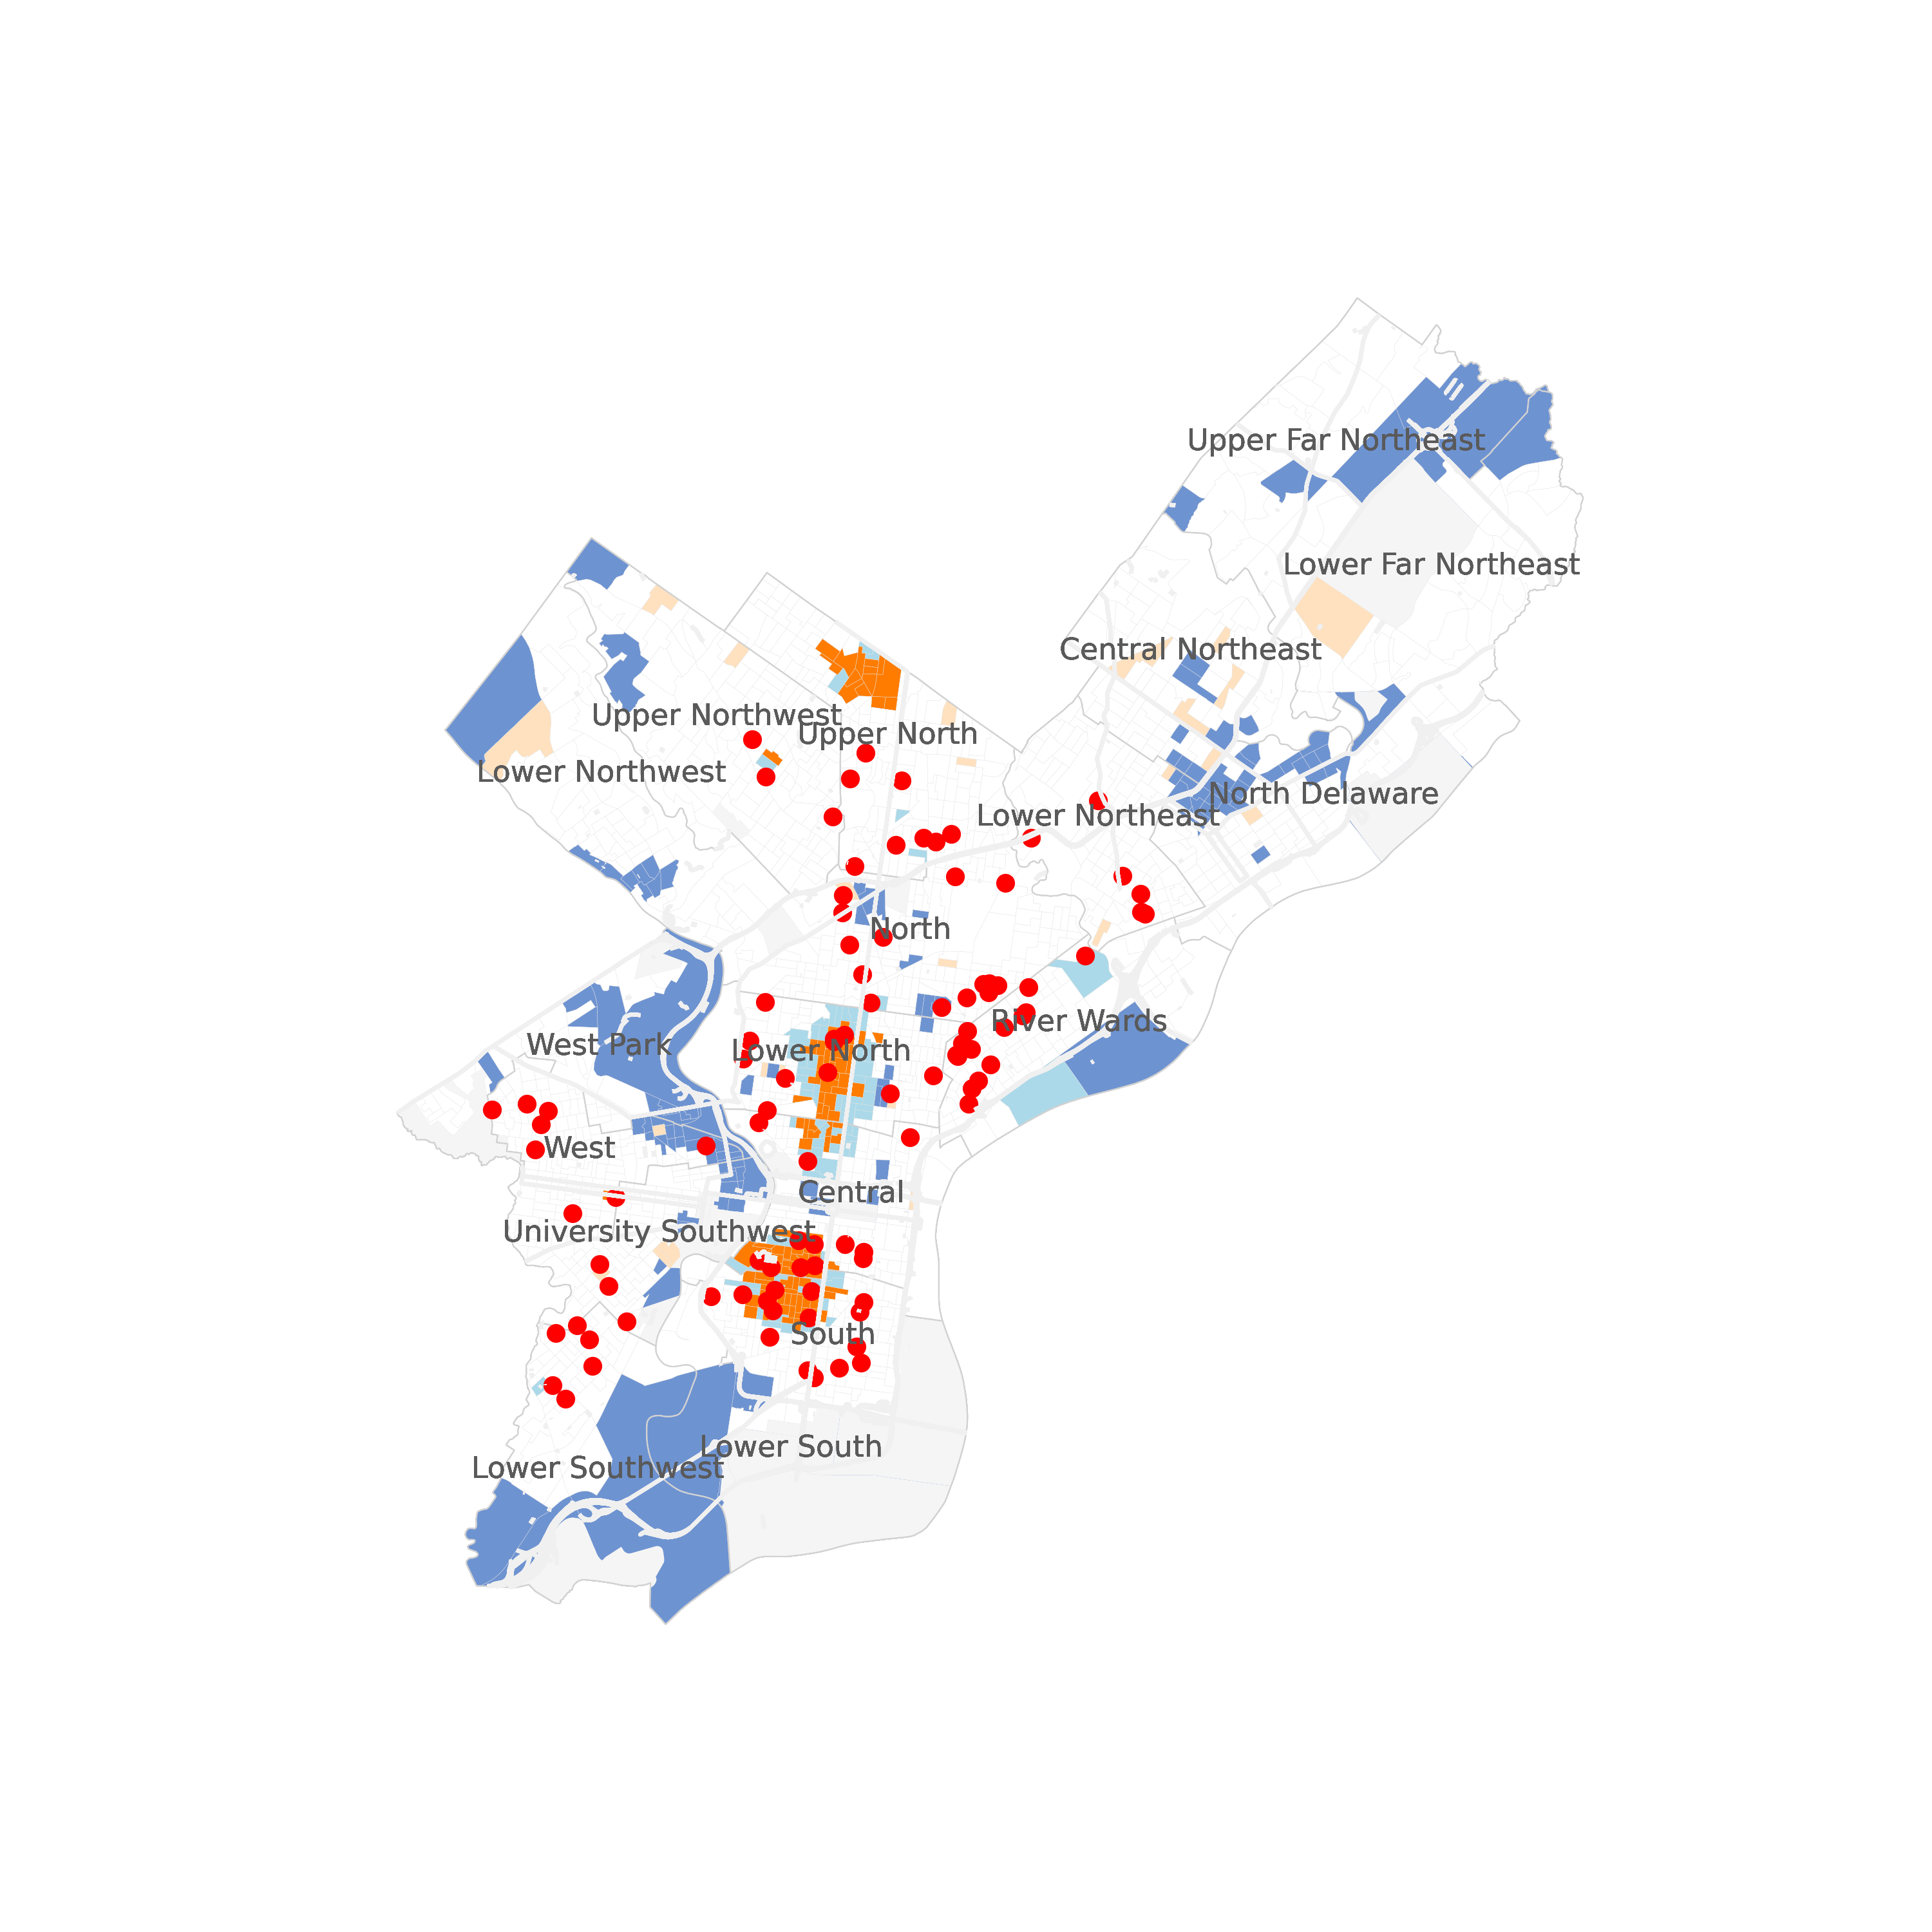 Upper Far Northeast
Lower Far Northeast
Central Northeast
Upper Northwest
Upper North
Lower Northwest
North Delaware
Lower Northeast
North
River Wards
West Park
Lower North
West
Central
University Southwest
South
Lower South
Lower Southwest